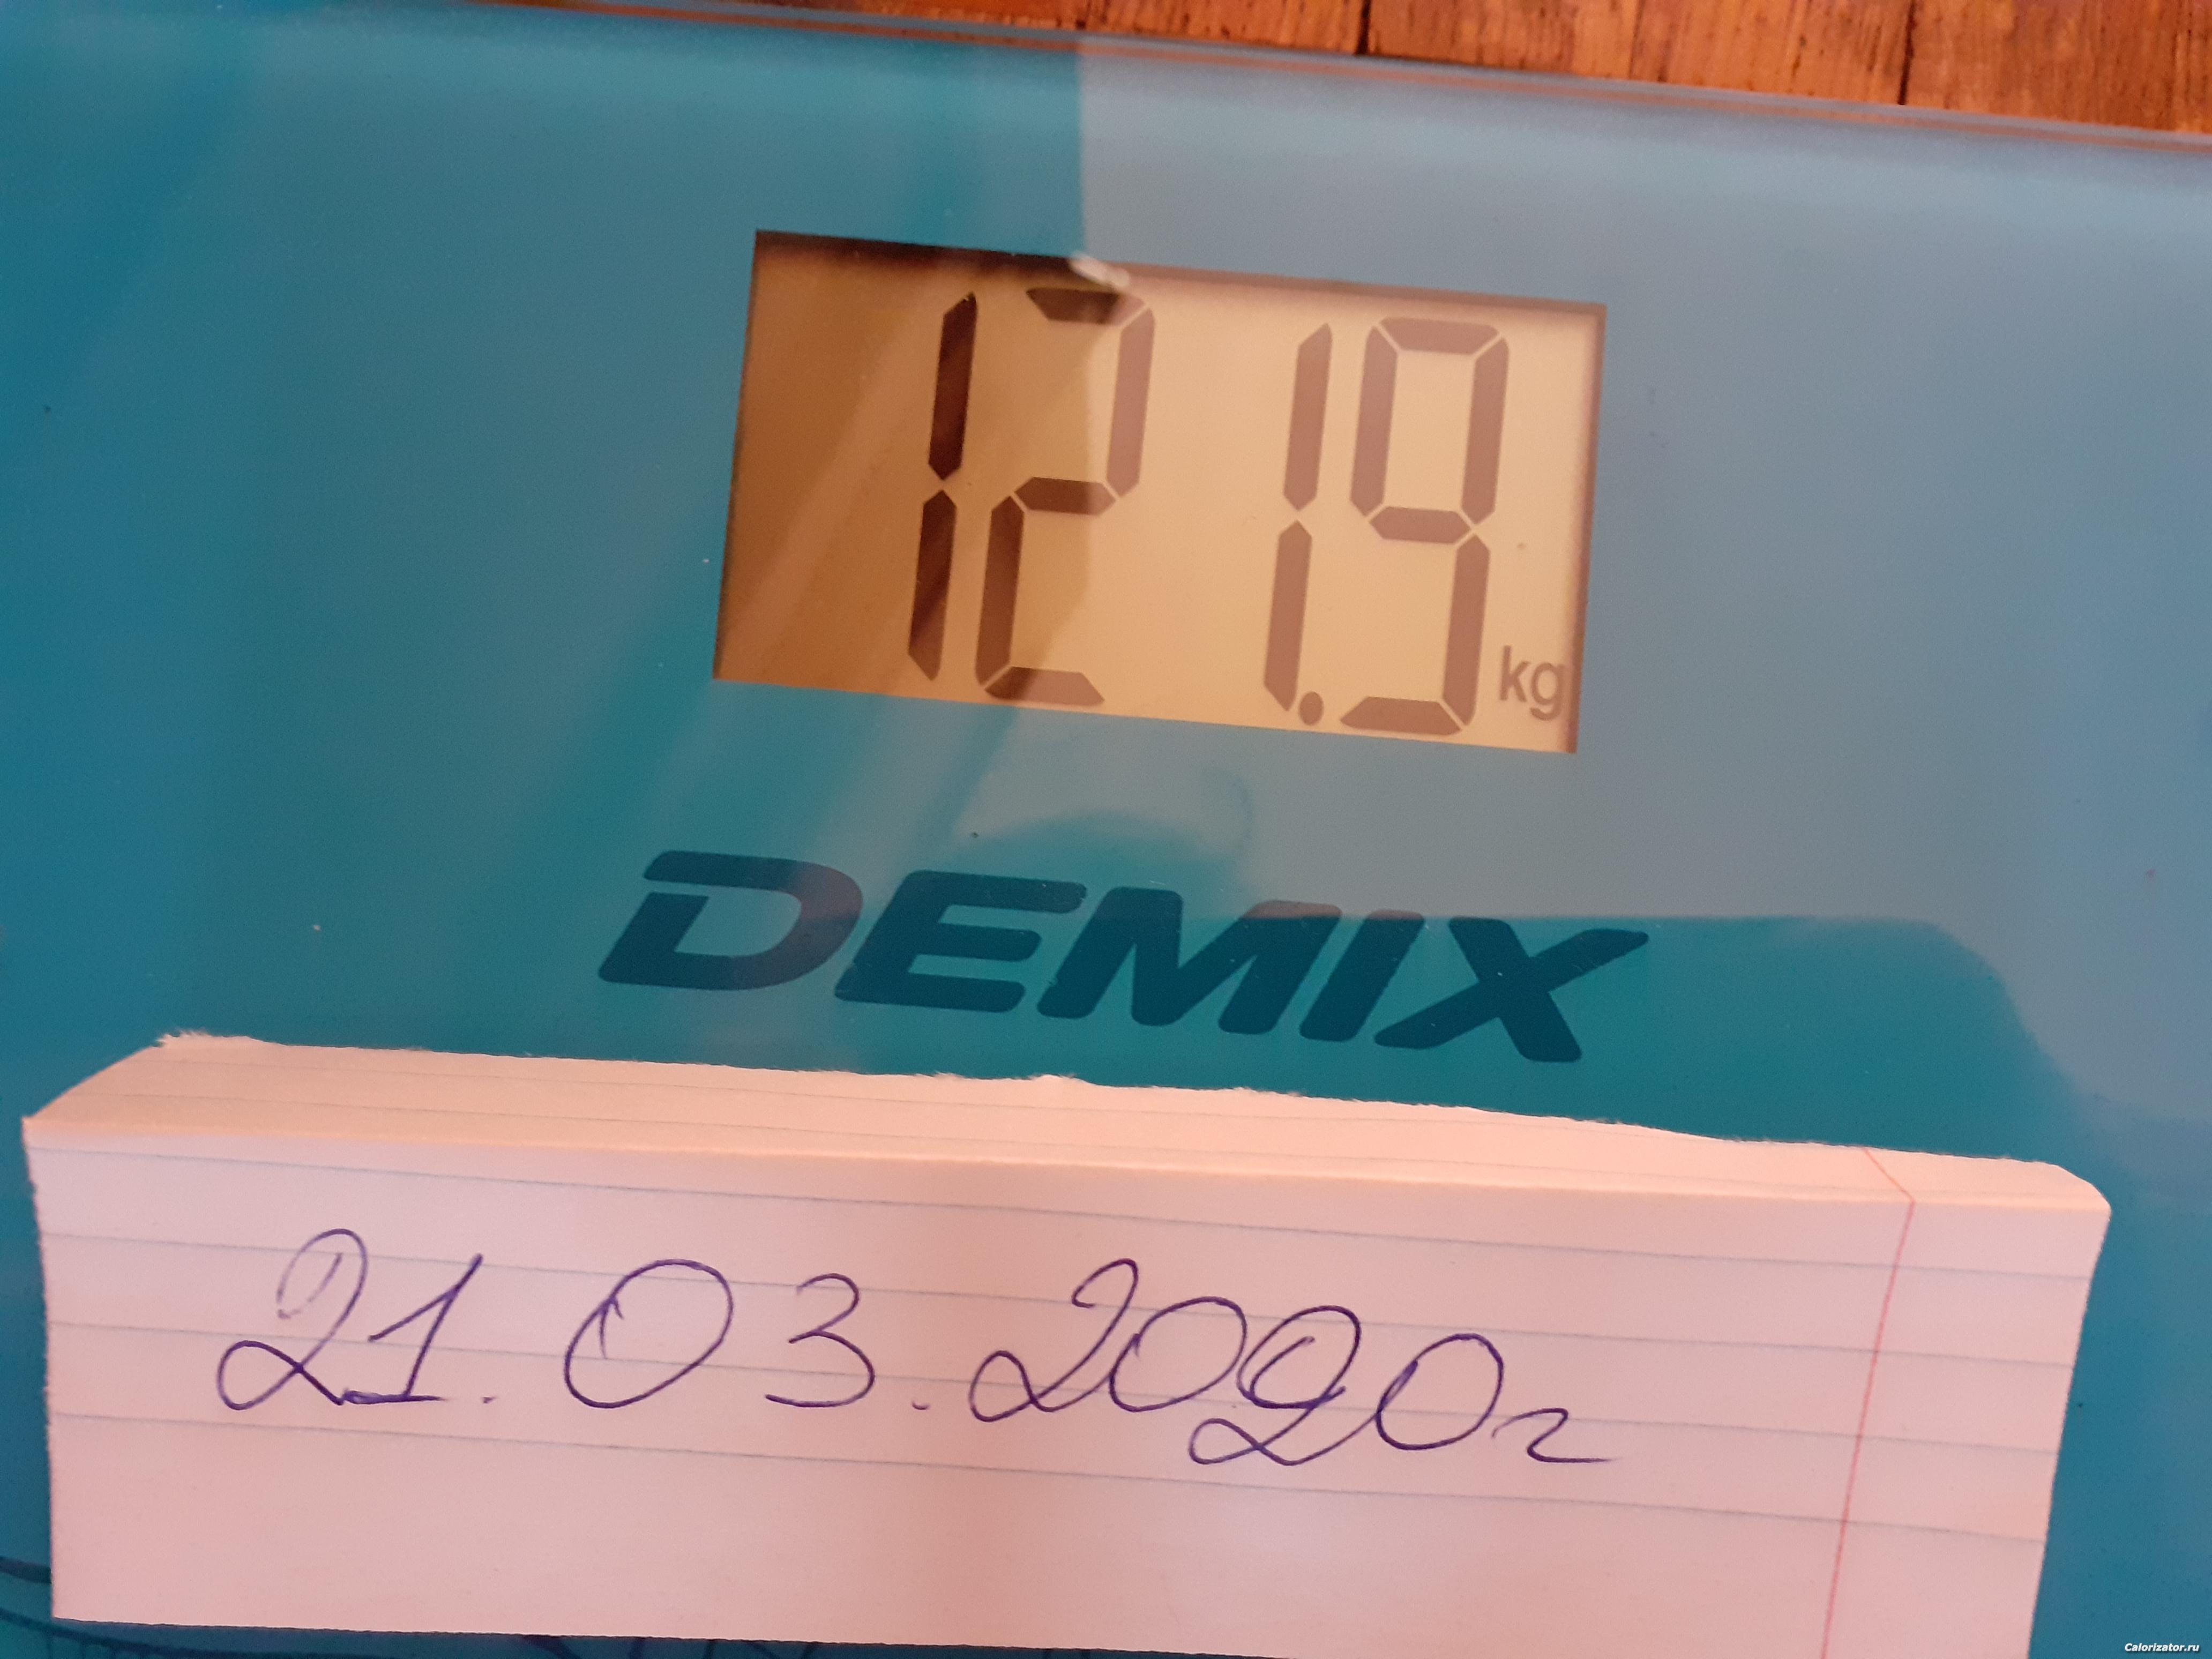 121.9 kg
DEMIX
21.03.2020г
Calorizator.ru